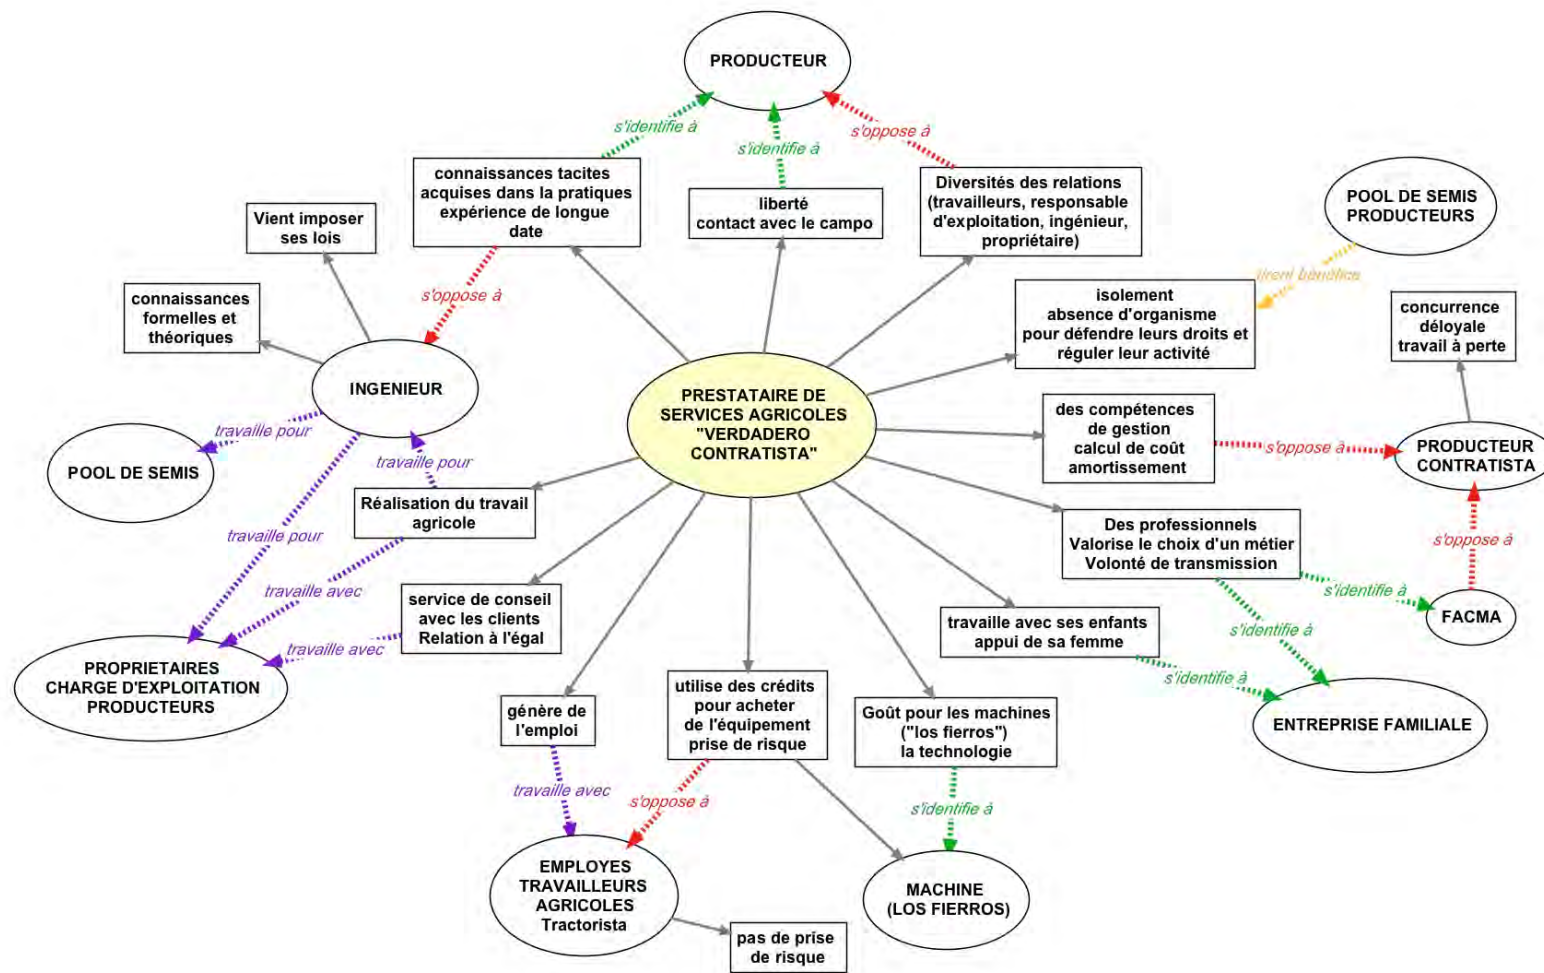 PRODUCTEUR
s'identifie à
s'identifie à
s'oppose à
connaissances tacites
acquises dans la pratiques
expérience de longue
date
liberté
contact avec le campo
Diversités des relations
(travailleurs, responsable
d'exploitation, ingénieur,
propriétaire)
POOL DE SEMIS
PRODUCTEURS
Vient imposer
ses lois
s'oppose à
tirent bénéfice
connaissances
formelles et
théoriques
isolement
absence d'organisme
pour défendre leurs droits et
réguler leur activité
concurrence
déloyale
travail à perte
INGENIEUR
PRESTATAIRE DE
SERVICES AGRICOLES
"VERDADERO
CONTRATISTA"
des compétences
de gestion
calcul de coût
amortissement
s'oppose à
PRODUCTEUR
CONTRATISTA
travaille pour
POOL DE SEMIS
travaille pour
Réalisation du travail
agricole
Des professionnels
Valorise le choix d'un métier
Volonté de transmission
s'oppose à
travaille pour
travaille avec
s'identifie à
FACMA
service de conseil
avec les clients
Relation à l'égal
travaille avec
travaille avec ses enfants
appui de sa femme
s'identifie à
s'identifie à
PROPRIETAIRES
CHARGE D'EXPLOITATION
PRODUCTEURS
génère de
l'emploi
utilise des crédits
pour acheter
de l'équipement
prise de risque
Goût pour les machines
("los fierros")
la technologie
ENTREPRISE FAMILIALE
travaille avec
s'oppose à
s'identifie à
EMPLOYES
TRAVAILLEURS
AGRICOLES
Tractorista
MACHINE
(LOS FIERROS)
pas de prise
de risque